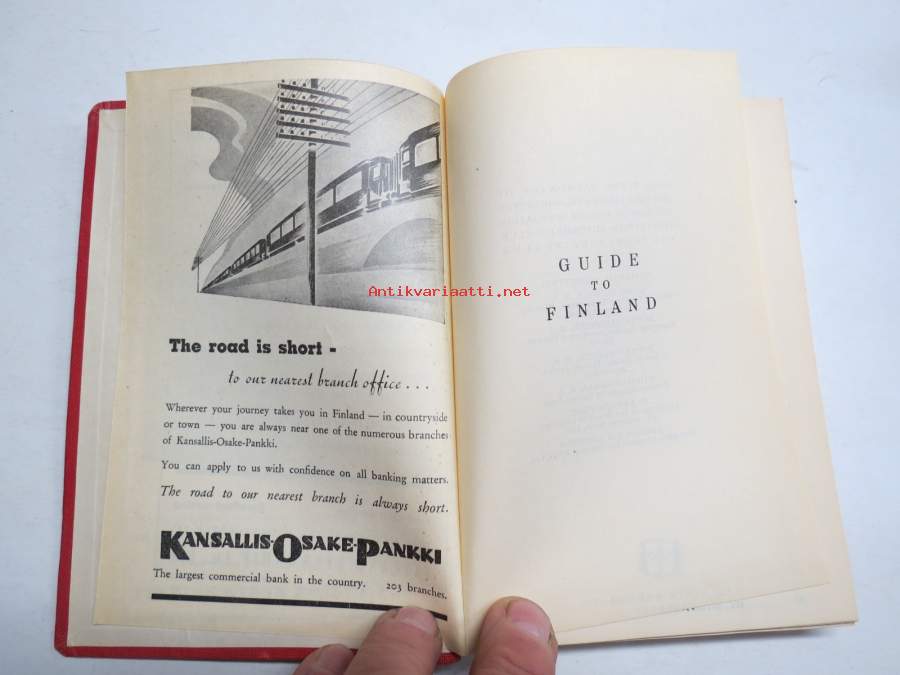 The road is short -
to our nearest branch office . . .
Wherever your journey takes you in Finland — in countryside
or town — you are always near one of the numerous branches
of Kansallis-Osake-Pankki.
You can apply to us with confidence on all banking matters.
The road to our nearest branch is always short.
KANSALLIS-OSAKE-PANKKI
The largest commercial bank in the country. 203 branches.
GUIDE
TO
FINLAND
Antikvariaatti.net